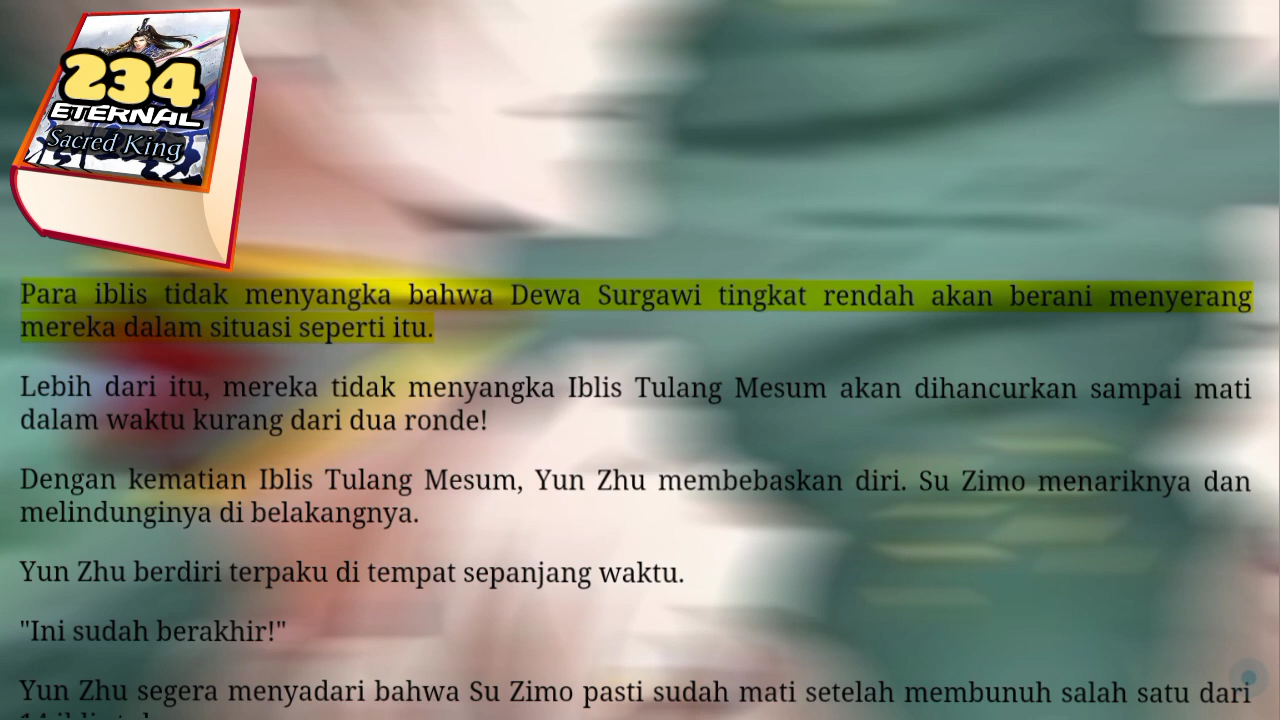 234
ETERNAL
Sacred King
Para iblis tidak menyangka bahwa Dewa Surgawi tingkat rendah akan berani menyerang
mereka dalam situasi seperti itu.
Lebih dari itu, mereka tidak menyangka Iblis Tulang Mesum akan dihancurkan sampai mati
dalam waktu kurang dari dua ronde!
Dengan kematian Iblis Tulang Mesum, Yun Zhu membebaskan diri. Su Zimo menariknya dan
melindunginya di belakangnya.
Yun Zhu berdiri terpaku di tempat sepanjang waktu.
"Ini sudah berakhir!"
Yun Zhu segera menyadari bahwa Su Zimo pasti sudah mati setelah membunuh salah satu dari